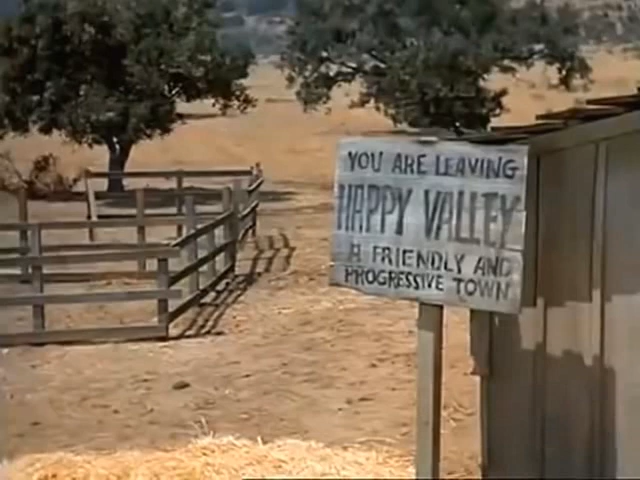 YOU ARE LEAVING
HAPPY VALLEY
A FRIENDLY AND
PROGRESSIVE TOWN